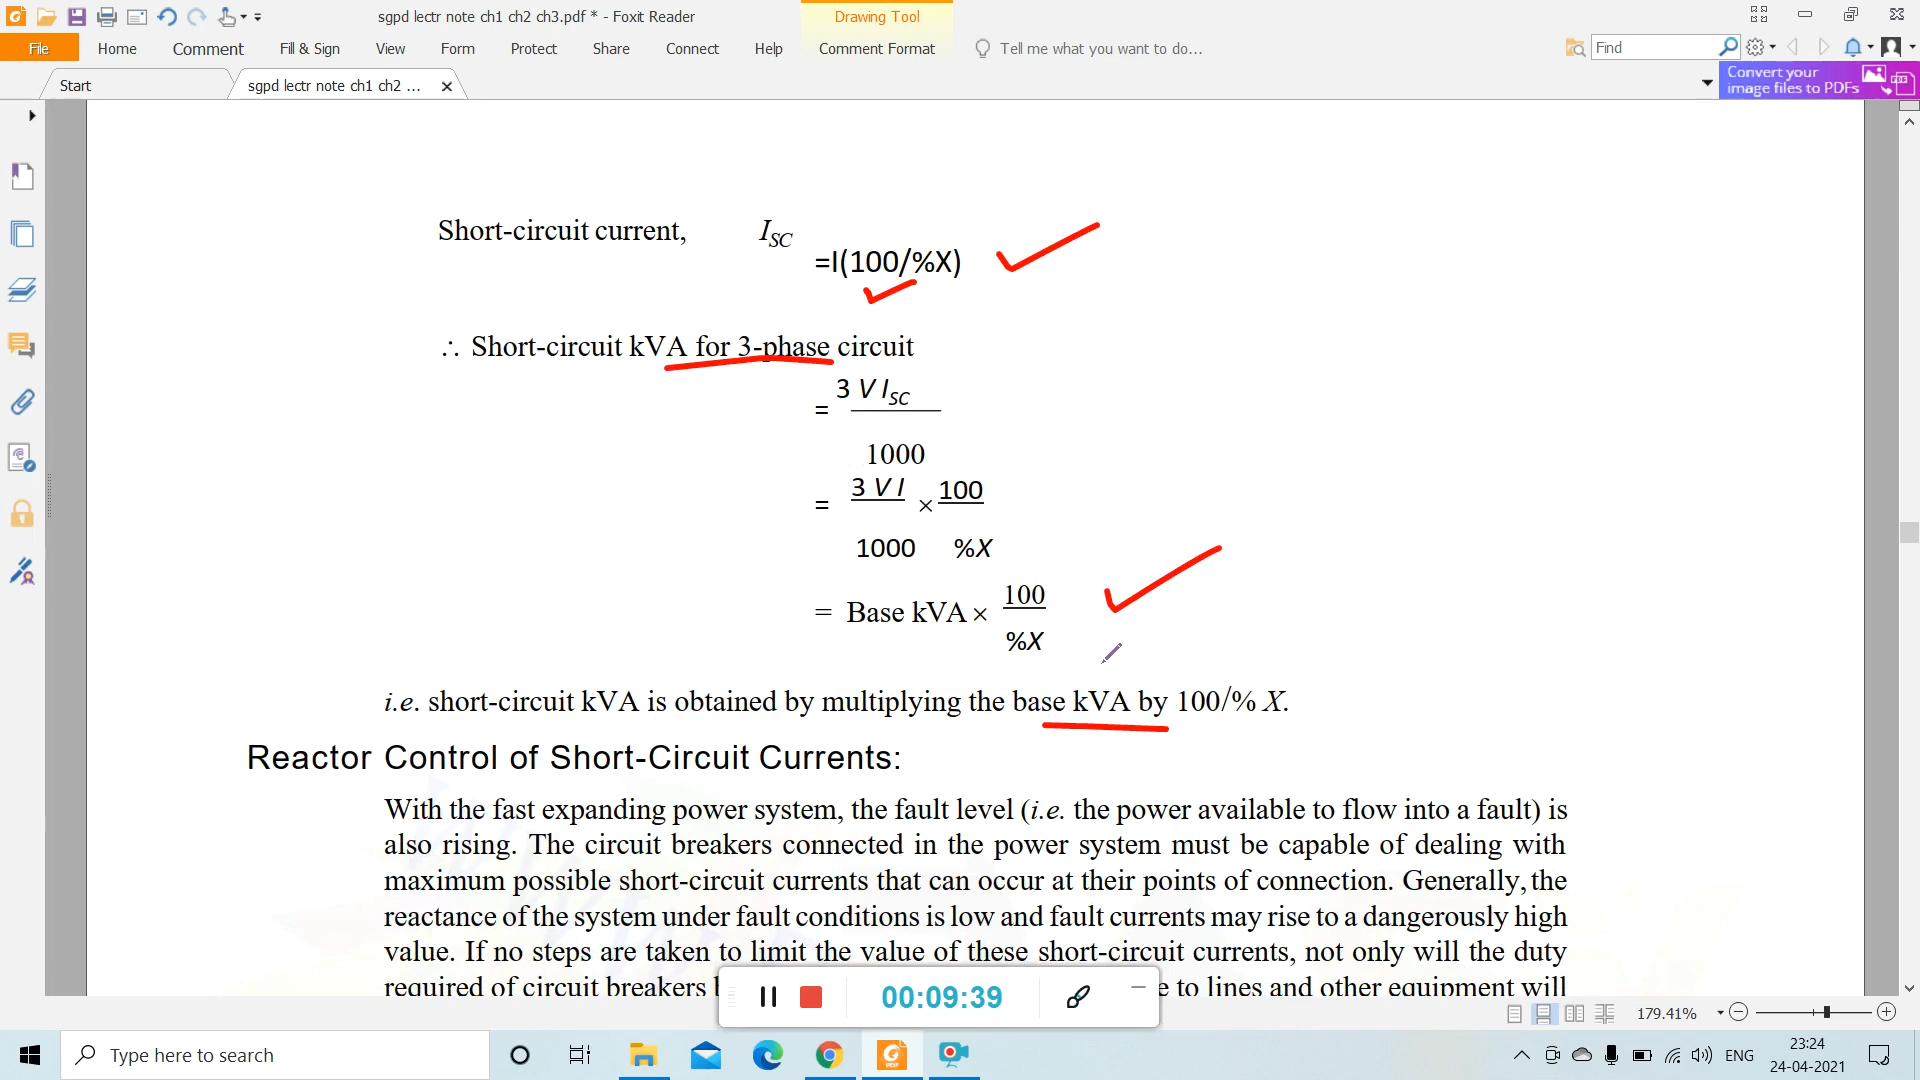 sgpd lectr note ch1 ch2 ch3.pdf * - Foxit Reader
Drawing Tool
File Home Comment Fill & Sign View Form Protect Share Connect Help Comment Format Tell me what you want to do... Find
Start
sgpd lectr note ch1 ch2 ...
Convert your
image files to PDFs
Short-circuit current, I_SC
=I(100/%X)
∴ Short-circuit kVA for 3-phase circuit
= 3 V I_SC
1000
= 3 V I × 100
1000 %X
= Base kVA × 100
%X
i.e. short-circuit kVA is obtained by multiplying the base kVA by 100/% X.
Reactor Control of Short-Circuit Currents:
With the fast expanding power system, the fault level (i.e. the power available to flow into a fault) is
also rising. The circuit breakers connected in the power system must be capable of dealing with
maximum possible short-circuit currents that can occur at their points of connection. Generally, the
reactance of the system under fault conditions is low and fault currents may rise to a dangerously high
value. If no steps are taken to limit the value of these short-circuit currents, not only will the duty
required of circuit breakers e to lines and other equipment will
00:09:39
179.41%
Type here to search
ENG
23:24
24-04-2021